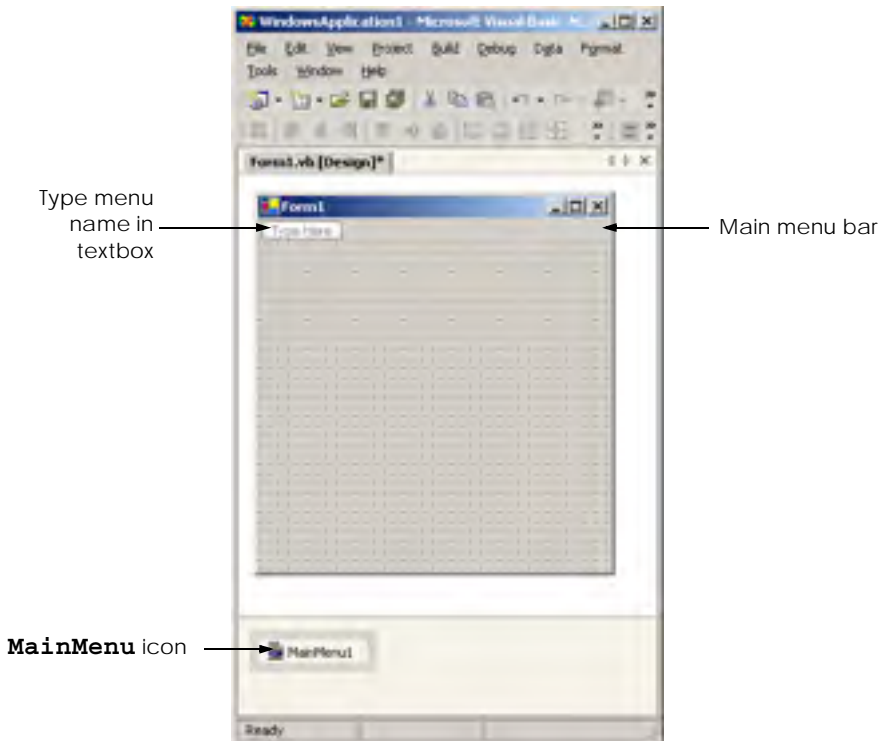 WindowsApplication1 - Microsoft Visual Basic
File Edit View Project Build Debug Data Format
Tools Window Help
Form1.vb [Design]*
Type menu
name in
textbox
Form1
Type Here
Main menu bar
MainMenu icon
MainMenu1
Ready